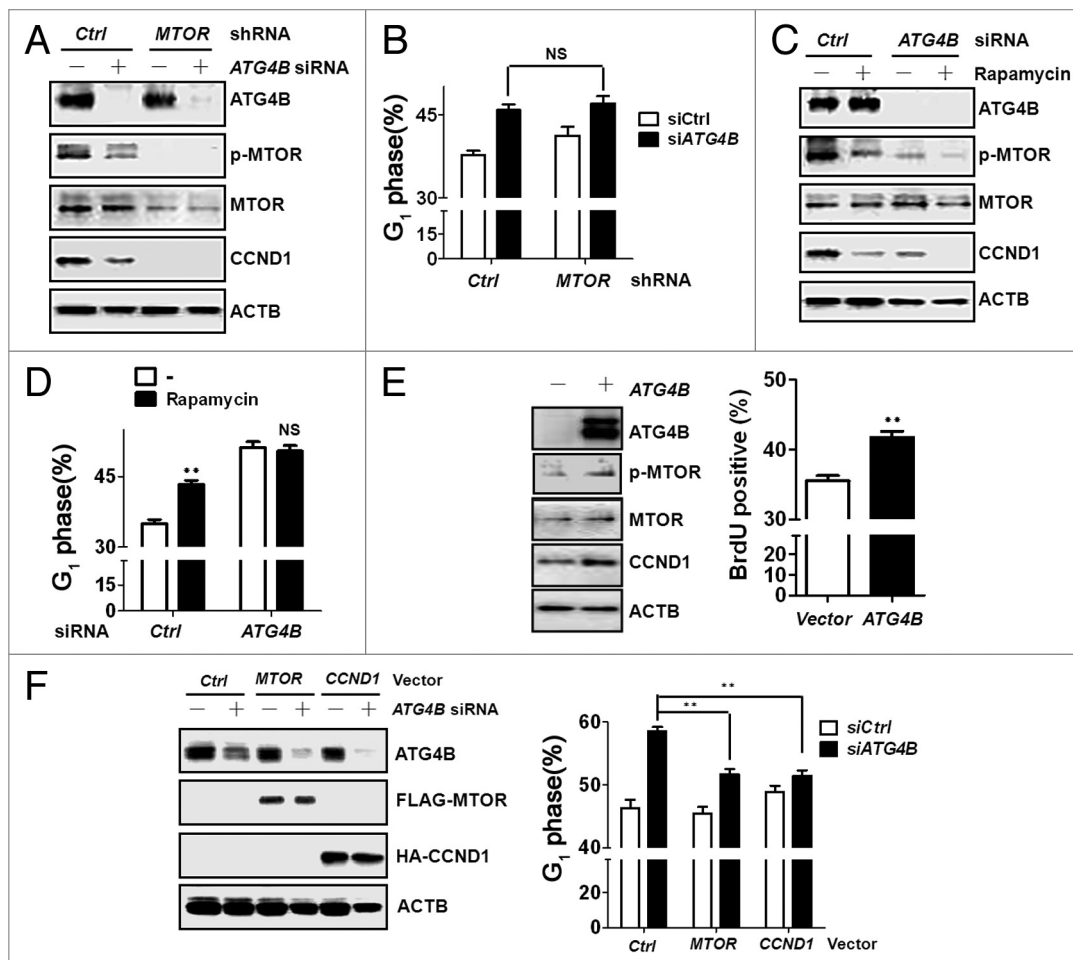 A
Ctrl MTOR shRNA
− + − + ATG4B siRNA
ATG4B
p-MTOR
MTOR
CCND1
ACTB
B
NS
siCtrl
siATG4B
G1 phase(%)
45
30
15
0
Ctrl MTOR shRNA
C
Ctrl ATG4B siRNA
− + − + Rapamycin
ATG4B
p-MTOR
MTOR
CCND1
ACTB
D
-
Rapamycin
G1 phase(%)
45
30
15
0
**
NS
siRNA Ctrl ATG4B
E
− + ATG4B
ATG4B
p-MTOR
MTOR
CCND1
ACTB
BrdU positive (%)
50
40
30
20
10
0
**
Vector ATG4B
F
Ctrl MTOR CCND1 Vector
− + − + − + ATG4B siRNA
ATG4B
FLAG-MTOR
HA-CCND1
ACTB
**
**
siCtrl
siATG4B
G1 phase(%)
60
50
40
20
0
Ctrl MTOR CCND1 Vector